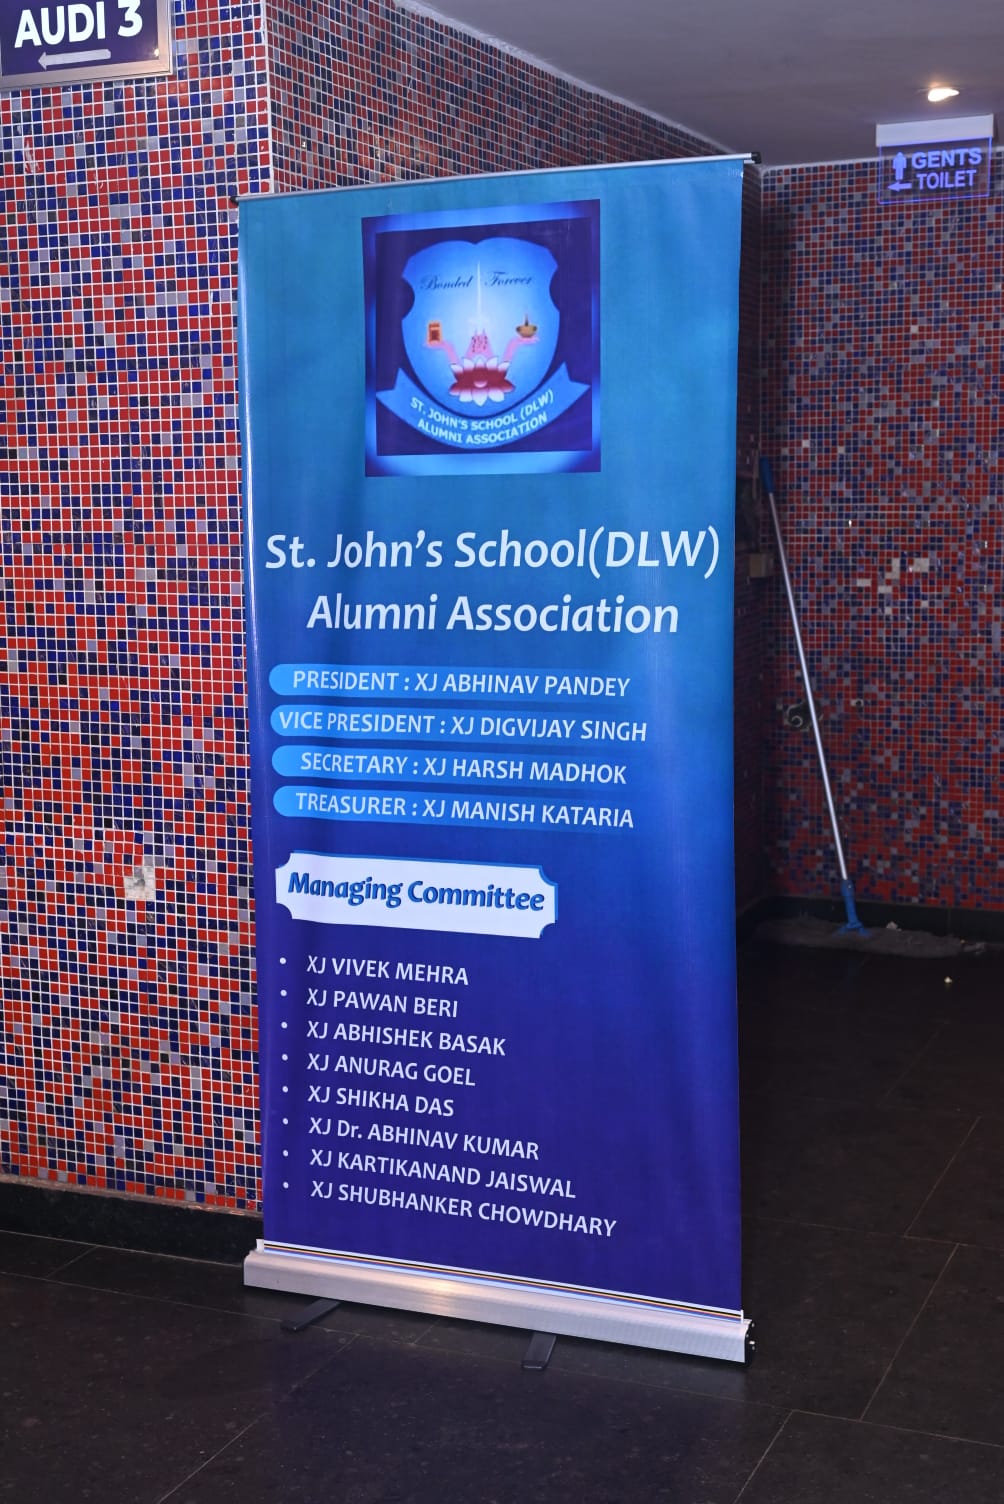 AUDI 3
GENTS
TOILET
Bonded Forever
ST. JOHN'S SCHOOL (DLW)
ALUMNI ASSOCIATION
St. John's School(DLW)
Alumni Association
PRESIDENT : XJ ABHINAV PANDEY
VICE PRESIDENT : XJ DIGVIJAY SINGH
SECRETARY : XJ HARSH MADHOK
TREASURER : XJ MANISH KATARIA
Managing Committee
• XJ VIVEK MEHRA
• XJ PAWAN BERI
• XJ ABHISHEK BASAK
• XJ ANURAG GOEL
• XJ SHIKHA DAS
• XJ Dr. ABHINAV KUMAR
• XJ KARTIKANAND JAISWAL
• XJ SHUBHANKER CHOWDHARY